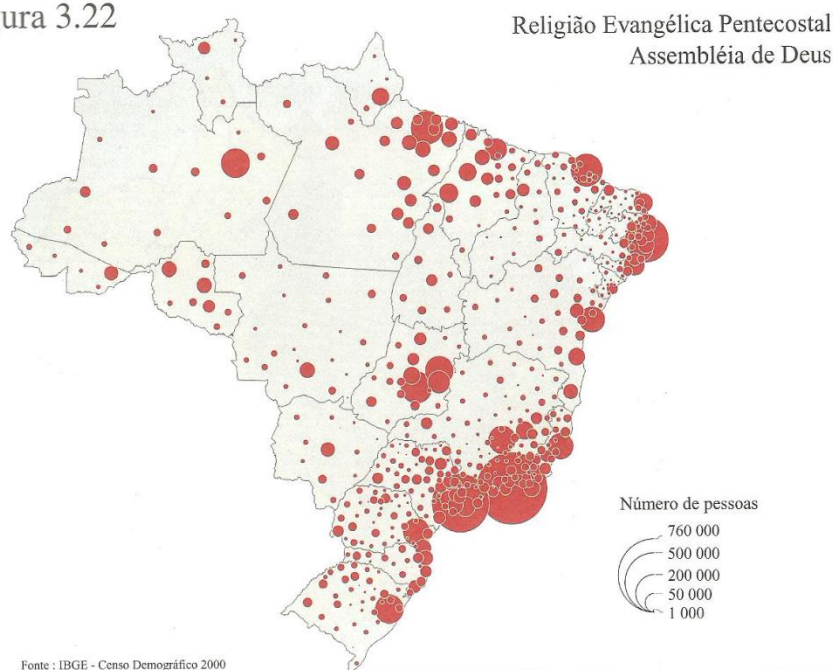 ura 3.22
Religião Evangélica Pentecostal
Assembléia de Deus
Número de pessoas
760 000
500 000
200 000
50 000
1 000
Fonte : IBGE - Censo Demográfico 2000